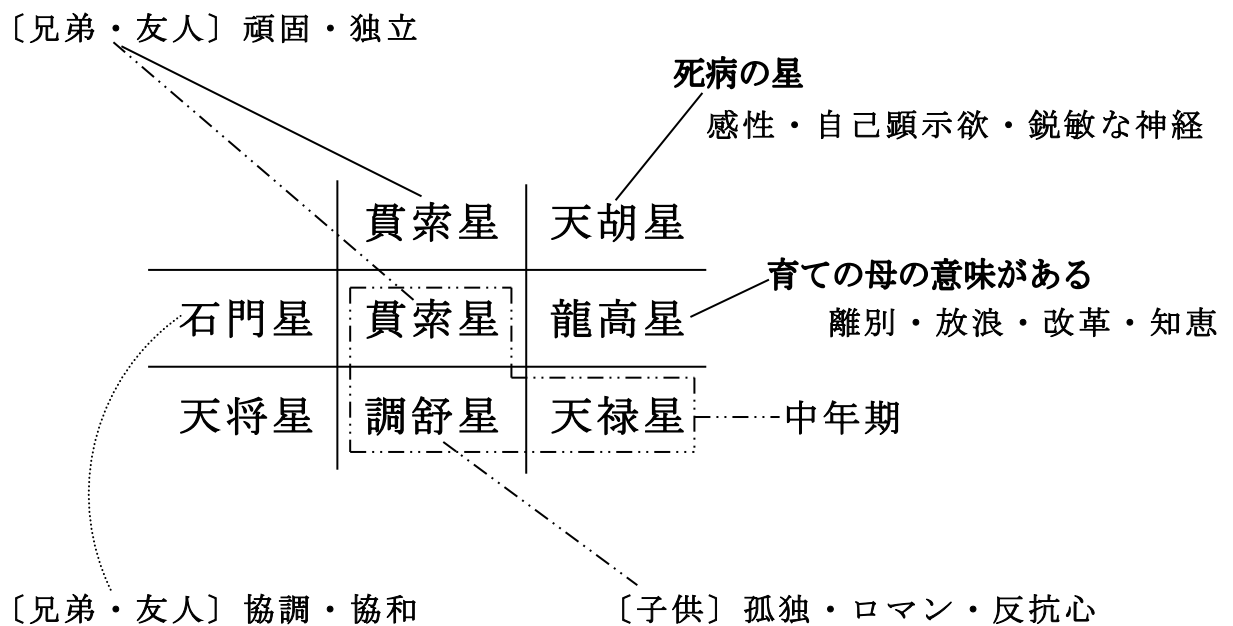 〔兄弟・友人〕頑固・独立
死病の星
感性・自己顕示欲・鋭敏な神経
貫索星 天胡星
育ての母の意味がある
石門星 貫索星 龍高星
離別・放浪・改革・知恵
天将星 調舒星 天禄星 中年期
〔兄弟・友人〕協調・協和
〔子供〕孤独・ロマン・反抗心